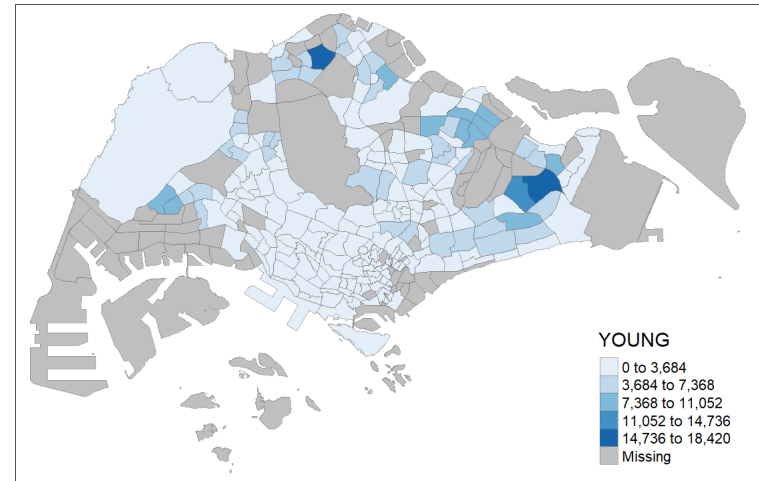 YOUNG
0 to 3,684
3,684 to 7,368
7,368 to 11,052
11,052 to 14,736
14,736 to 18,420
Missing